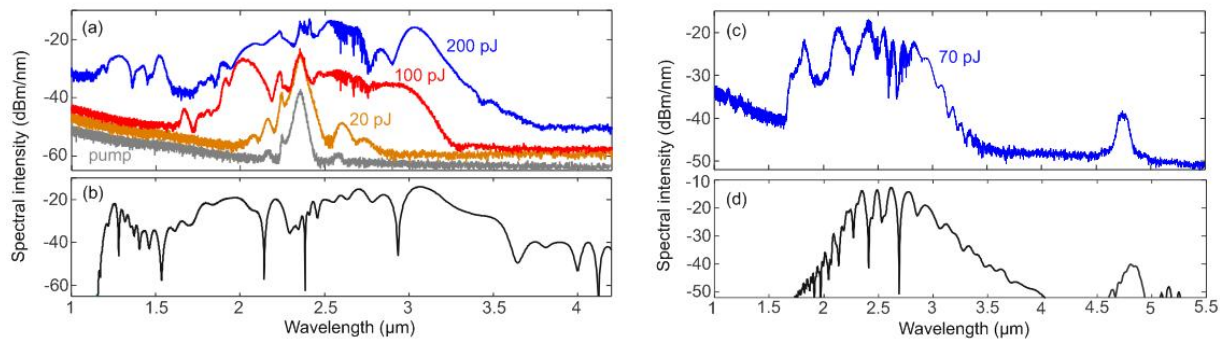 Spectral intensity (dBm/nm)
(a)
200 pJ
100 pJ
20 pJ
pump
-20
-40
-60
(b)
-20
-40
-60
1
1.5
2
2.5
3
3.5
4
Wavelength (μm)
Spectral intensity (dBm/nm)
(c)
70 pJ
-20
-30
-40
-50
(d)
-10
-20
-30
-40
-50
1
1.5
2
2.5
3
3.5
4
4.5
5
5.5
Wavelength (μm)